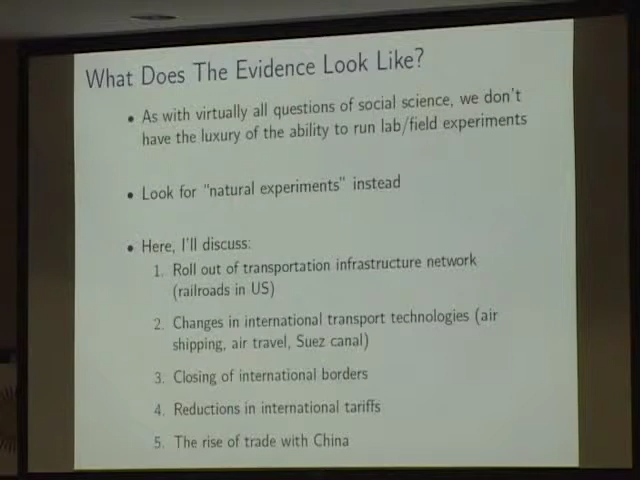 What Does The Evidence Look Like?
• As with virtually all questions of social science, we don't
have the luxury of the ability to run lab/field experiments
• Look for "natural experiments" instead
• Here, I'll discuss:
1. Roll out of transportation infrastructure network
(railroads in US)
2. Changes in international transport technologies (air
shipping, air travel, Suez canal)
3. Closing of international borders
4. Reductions in international tariffs
5. The rise of trade with China